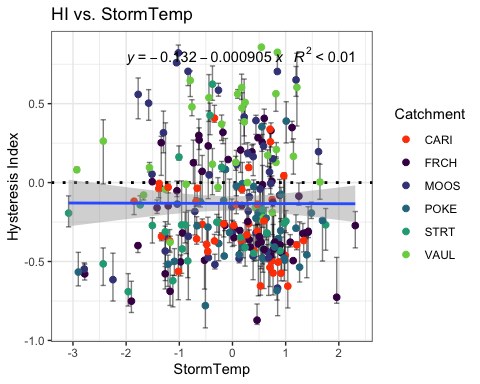 HI vs. StormTemp
y = −0.132 −0.000905 x R² < 0.01
0.5
0.0
-0.5
-1.0
Hysteresis Index
-3 -2 -1 0 1 2
StormTemp
Catchment
CARI
FRCH
MOOS
POKE
STRT
VAUL